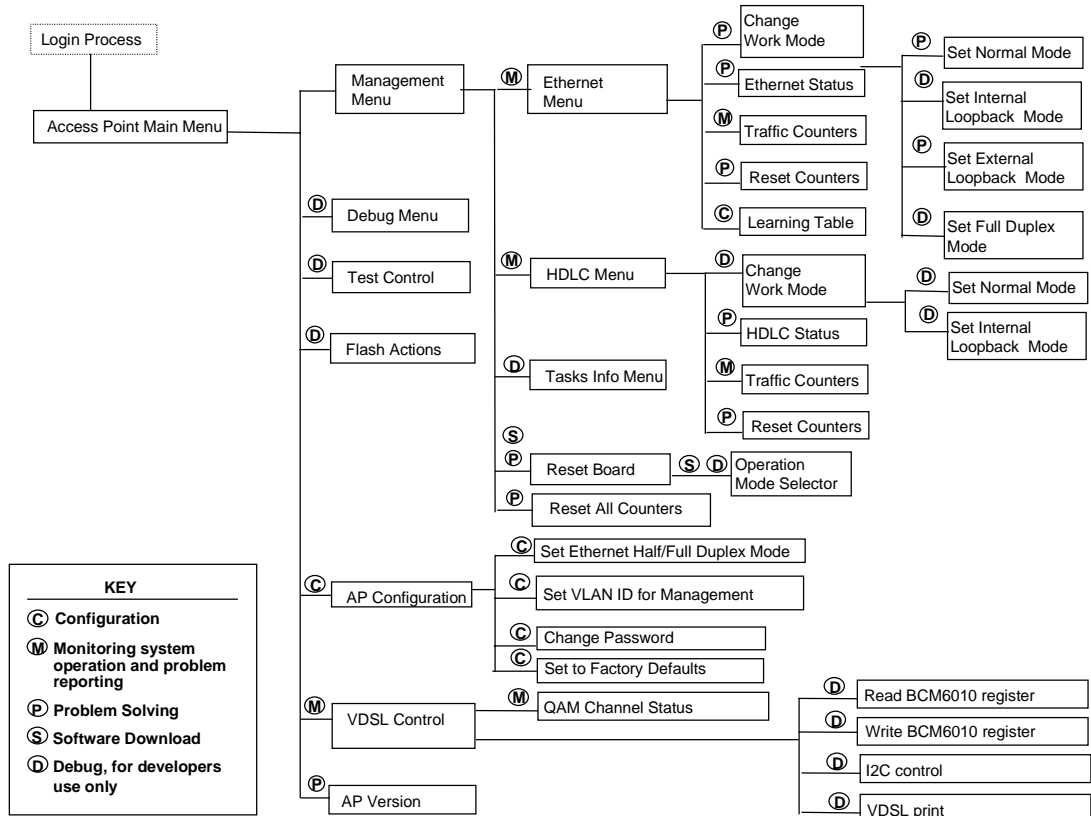 Login Process
Access Point Main Menu
Management
Menu
M
Ethernet
Menu
P
Change
Work Mode
P
Ethernet Status
M
Traffic Counters
P
Reset Counters
C
Learning Table
P
Set Normal Mode
D
Set Internal
Loopback Mode
P
Set External
Loopback Mode
D
Set Full Duplex
Mode
D
Debug Menu
D
Test Control
D
Flash Actions
M
HDLC Menu
D
Change
Work Mode
P
HDLC Status
M
Traffic Counters
P
Reset Counters
D
Set Normal Mode
D
Set Internal
Loopback Mode
D
Tasks Info Menu
S
P
Reset Board
S D
Operation
Mode Selector
P
Reset All Counters
C
AP Configuration
C
Set Ethernet Half/Full Duplex Mode
C
Set VLAN ID for Management
C
Change Password
C
Set to Factory Defaults
M
VDSL Control
M
QAM Channel Status
D
Read BCM6010 register
D
Write BCM6010 register
D
I2C control
D
VDSL print
P
AP Version
KEY
C Configuration
M Monitoring system
operation and problem
reporting
P Problem Solving
S Software Download
D Debug, for developers
use only